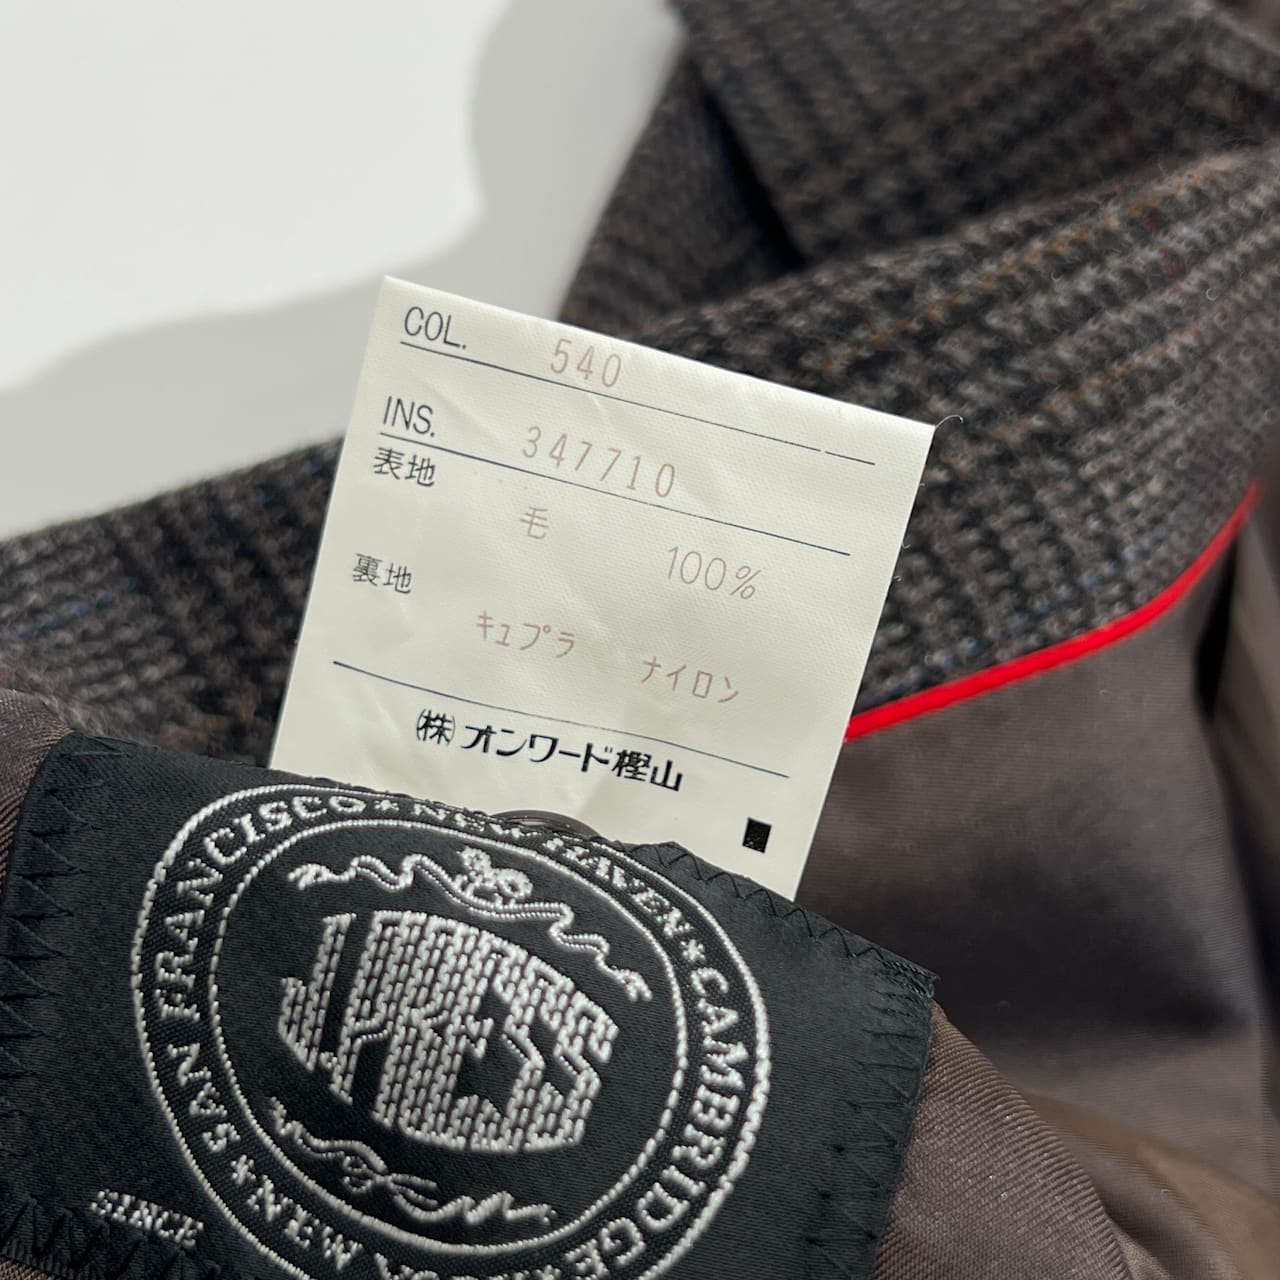 COL. 540
INS. 347710
表地
毛 100%
裏地
キュプラ ナイロン
(株)オンワード樫山
SAN FRANCISCO * NEW HAVEN * CAMBRIDGE
* NEW
J.PRESS
SINCE